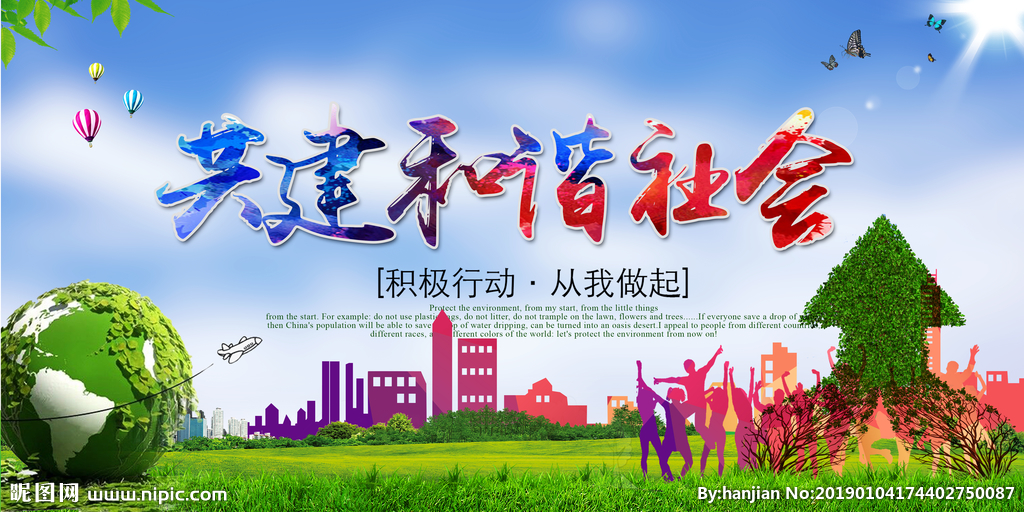 共建和谐社会
[积极行动·从我做起]
Protect the environment, from my start, from the little things
from the start. For example: do not use plastic bags, do not litter, do not trample on the lawn, flowers and trees......If everyone save a drop of
then China's population will be able to save drop of water dripping, can be turned into an oasis desert.I appeal to people from different
different races, and different colors of the world: let's protect the environment from now on!
昵图网 www.nipic.com
By:hanjian No:20190104174402750087